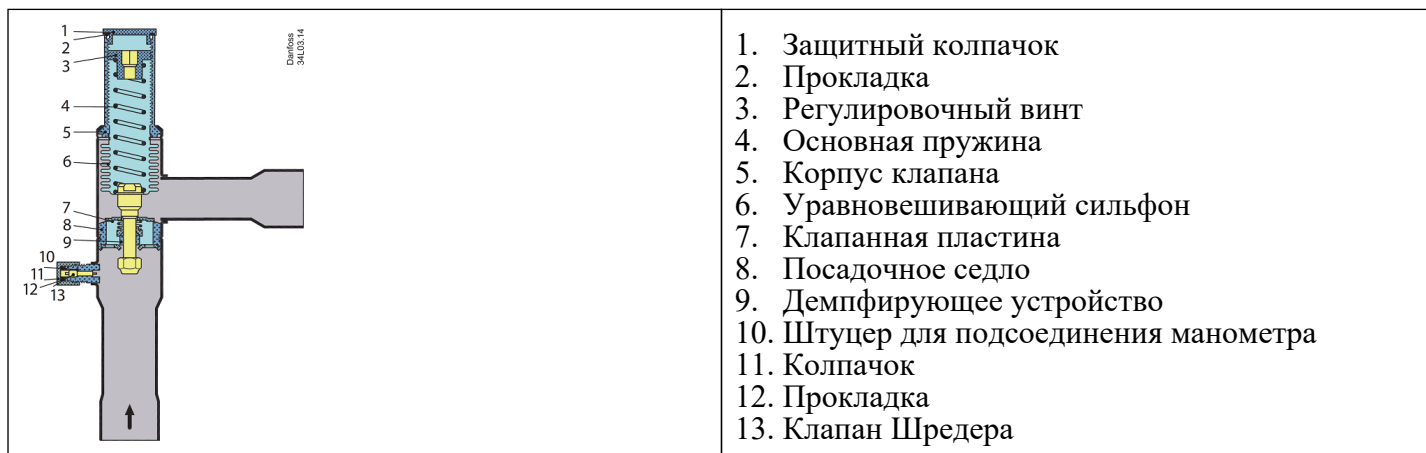 1
2
3
4
5
6
7
8
9
10
11
12
13
Danfoss
34L03.14
1. Защитный колпачок
2. Прокладка
3. Регулировочный винт
4. Основная пружина
5. Корпус клапана
6. Уравновешивающий сильфон
7. Клапанная пластина
8. Посадочное седло
9. Демпфирующее устройство
10. Штуцер для подсоединения манометра
11. Колпачок
12. Прокладка
13. Клапан Шредера